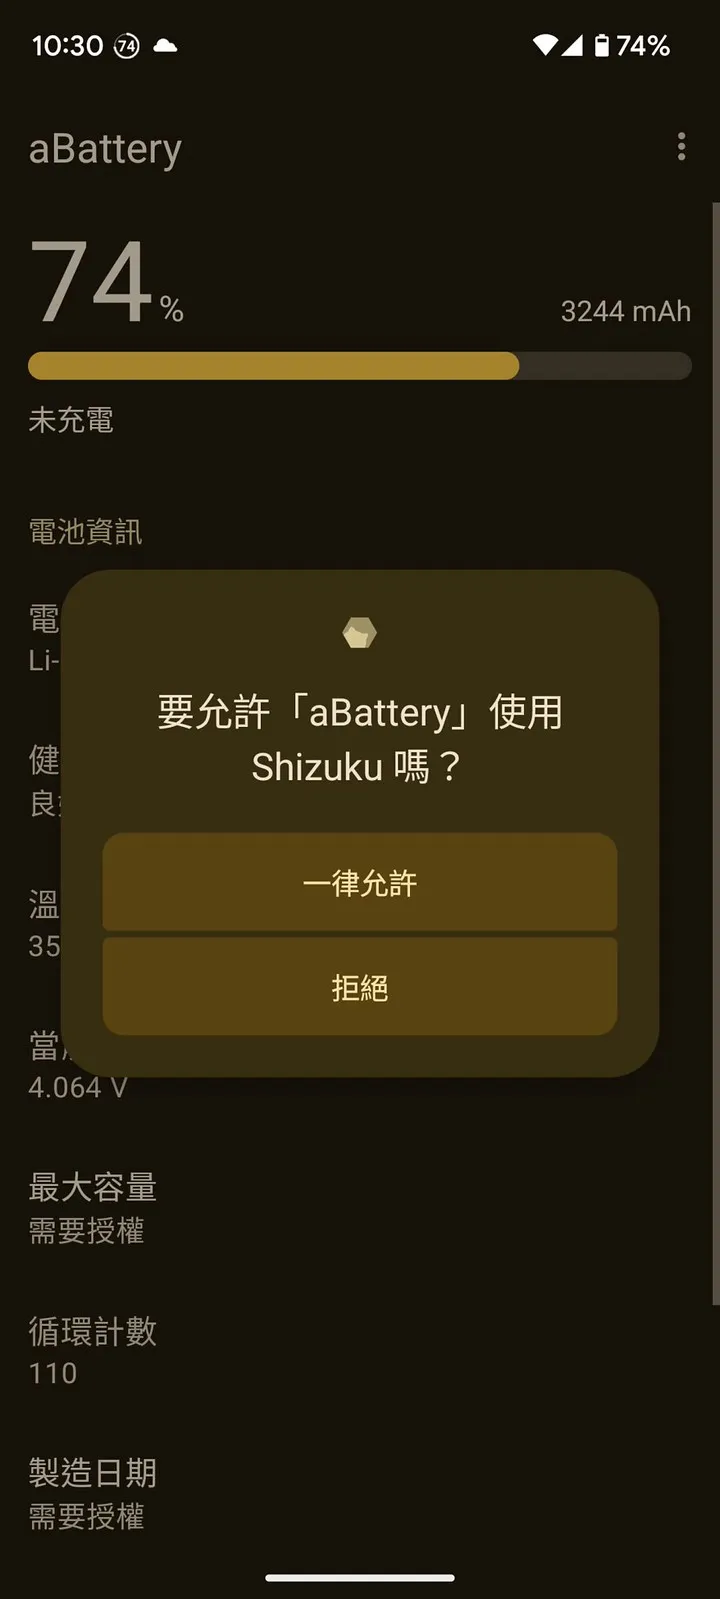 10:30 74 74%
aBattery
74%
3244 mAh
未充電
電池資訊
電
Li-
要允許「aBattery」使用
Shizuku 嗎？
健
良
一律允許
溫
35
拒絕
當
4.064 V
最大容量
需要授權
循環計數
110
製造日期
需要授權